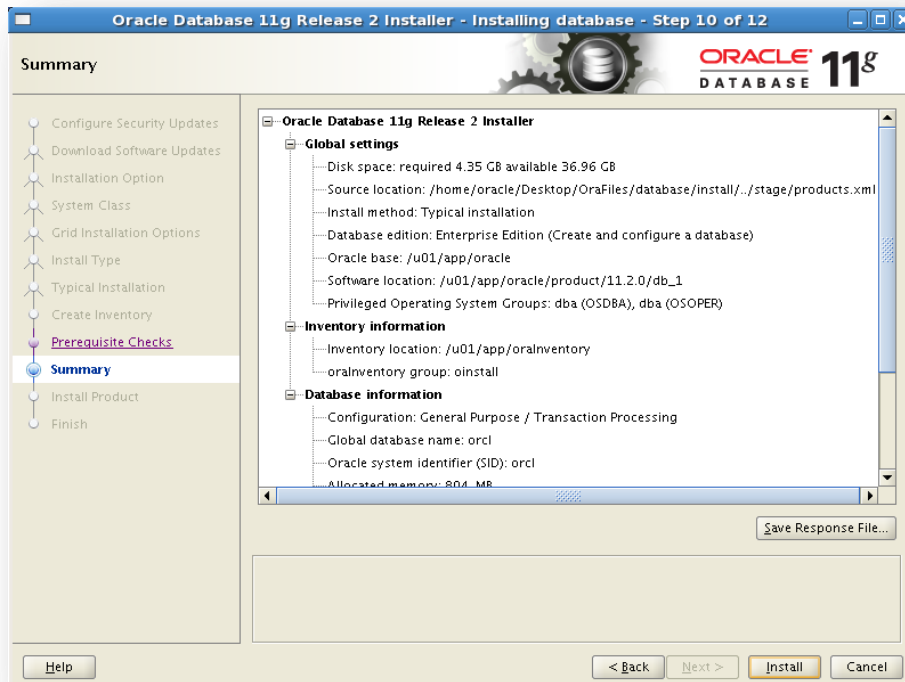 Oracle Database 11g Release 2 Installer - Installing database - Step 10 of 12
Summary
ORACLE
DATABASE
11g
Configure Security Updates
Download Software Updates
Installation Option
System Class
Grid Installation Options
Install Type
Typical Installation
Create Inventory
Prerequisite Checks
Summary
Install Product
Finish
Oracle Database 11g Release 2 Installer
Global settings
Disk space: required 4.35 GB available 36.96 GB
Source location: /home/oracle/Desktop/OraFiles/database/install/../stage/products.xml
Install method: Typical installation
Database edition: Enterprise Edition (Create and configure a database)
Oracle base: /u01/app/oracle
Software location: /u01/app/oracle/product/11.2.0/db_1
Privileged Operating System Groups: dba (OSDBA), dba (OSOPER)
Inventory information
Inventory location: /u01/app/oraInventory
oraInventory group: oinstall
Database information
Configuration: General Purpose / Transaction Processing
Global database name: orcl
Oracle system identifier (SID): orcl
Allocated memory: 804 MB
Save Response File...
Help
< Back
Next >
Install
Cancel